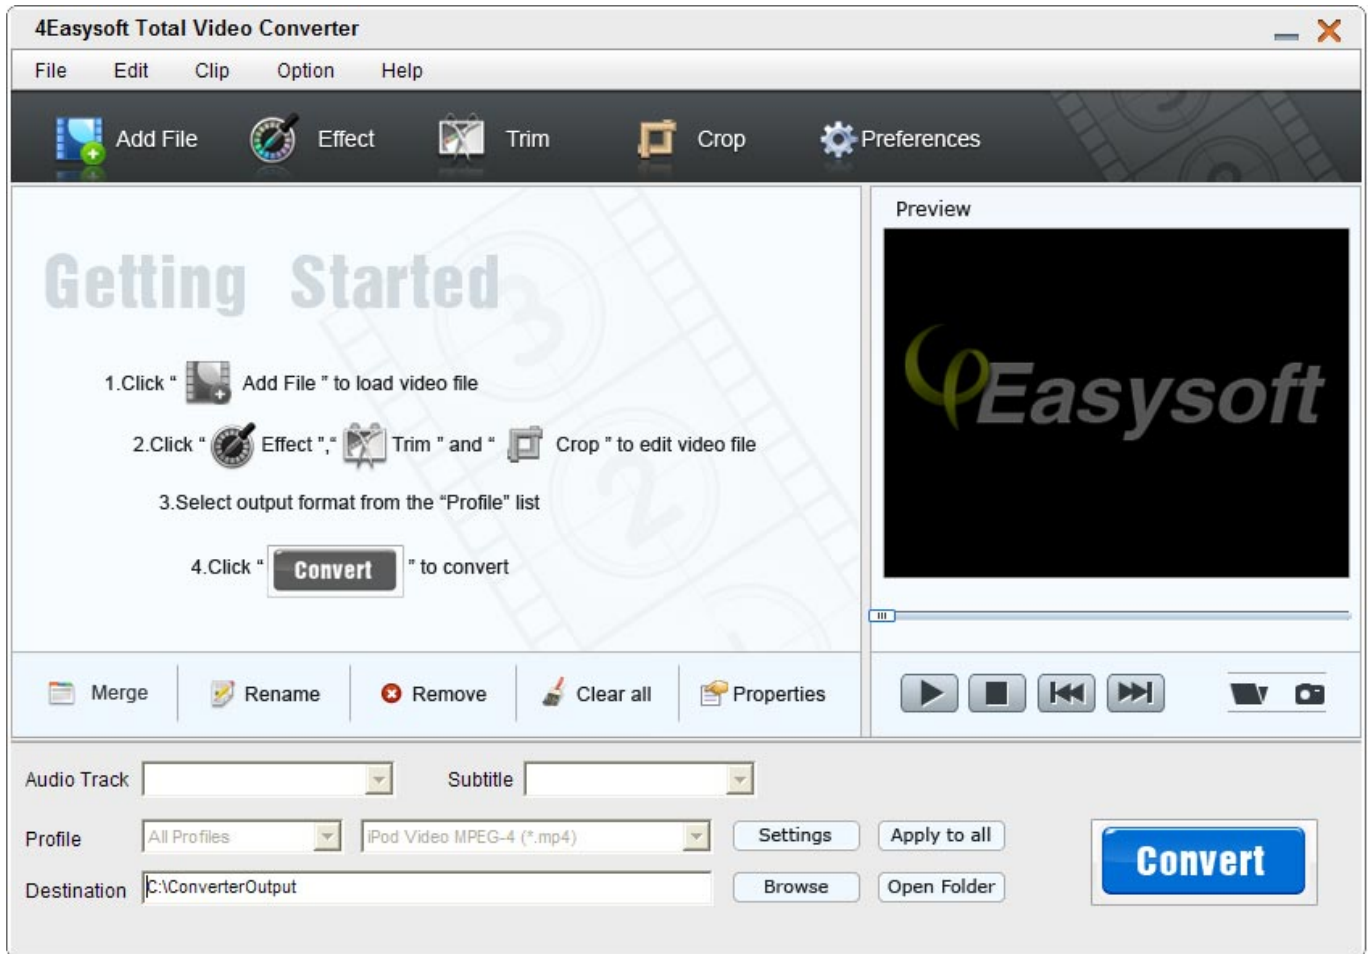 4Easysoft Total Video Converter
File Edit Clip Option Help
Add File Effect Trim Crop Preferences
Getting Started
1.Click “ Add File ” to load video file
2.Click “ Effect ”,“ Trim ” and “ Crop ” to edit video file
3.Select output format from the “Profile” list
4.Click “ Convert ” to convert
Preview
4Easysoft
Merge Rename Remove Clear all Properties
Audio Track Subtitle
Profile All Profiles iPod Video MPEG-4 (*.mp4) Settings Apply to all
Destination C:\ConverterOutput Browse Open Folder
Convert